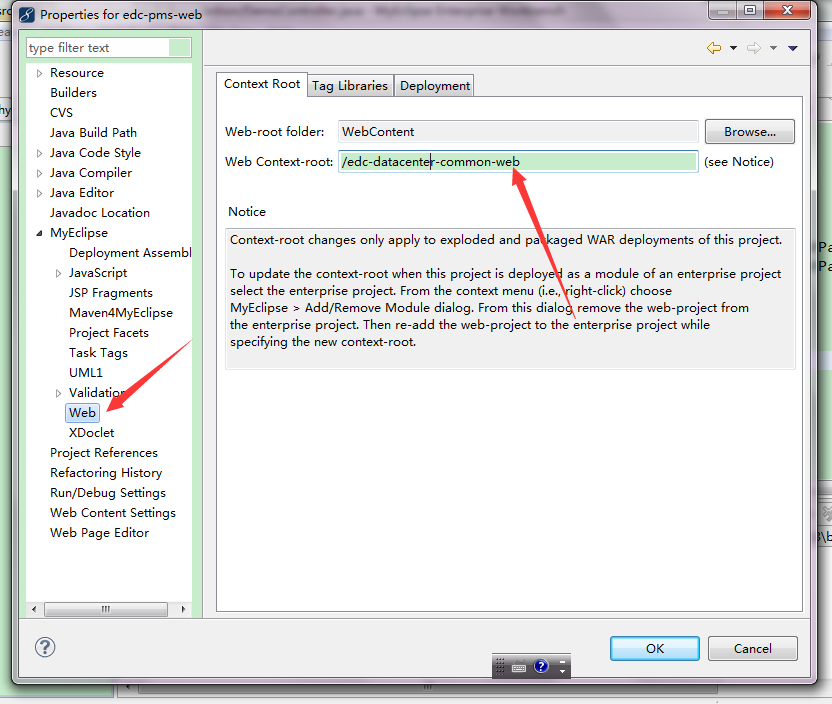 Properties for edc-pms-web
type filter text
Resource
Builders
CVS
Java Build Path
Java Code Style
Java Compiler
Java Editor
Javadoc Location
MyEclipse
Deployment Assembl
JavaScript
JSP Fragments
Maven4MyEclipse
Project Facets
Task Tags
UML1
Validation
Web
XDoclet
Project References
Refactoring History
Run/Debug Settings
Web Content Settings
Web Page Editor
Context Root Tag Libraries Deployment
Web-root folder: WebContent Browse...
Web Context-root: /edc-datacenter-common-web (see Notice)
Notice
Context-root changes only apply to exploded and packaged WAR deployments of this project.
To update the context-root when this project is deployed as a module of an enterprise project
select the enterprise project. From the context menu (i.e., right-click) choose
MyEclipse > Add/Remove Module dialog. From this dialog remove the web-project from
the enterprise project. Then re-add the web-project to the enterprise project while
specifying the new context-root.
OK Cancel